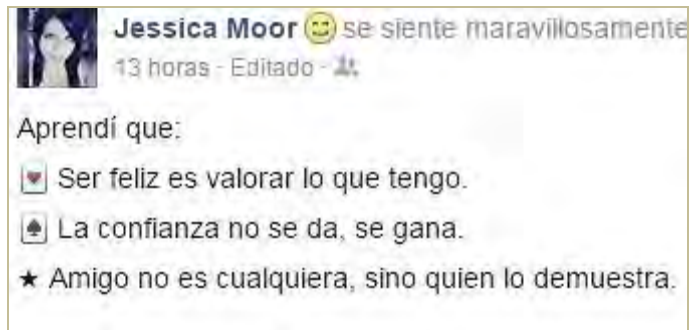 Jessica Moor se siente maravillosamente
13 horas · Editado ·
Aprendí que:
Ser feliz es valorar lo que tengo.
La confianza no se da, se gana.
★ Amigo no es cualquiera, sino quien lo demuestra.